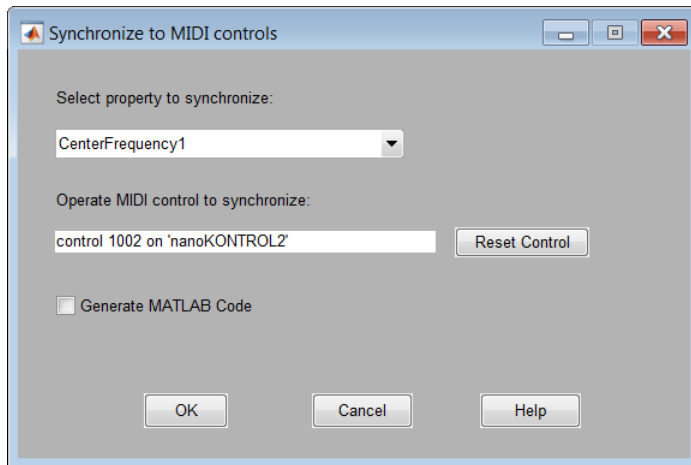 Synchronize to MIDI controls
Select property to synchronize:
CenterFrequency1
Operate MIDI control to synchronize:
control 1002 on 'nanoKONTROL2'
Reset Control
Generate MATLAB Code
OK
Cancel
Help